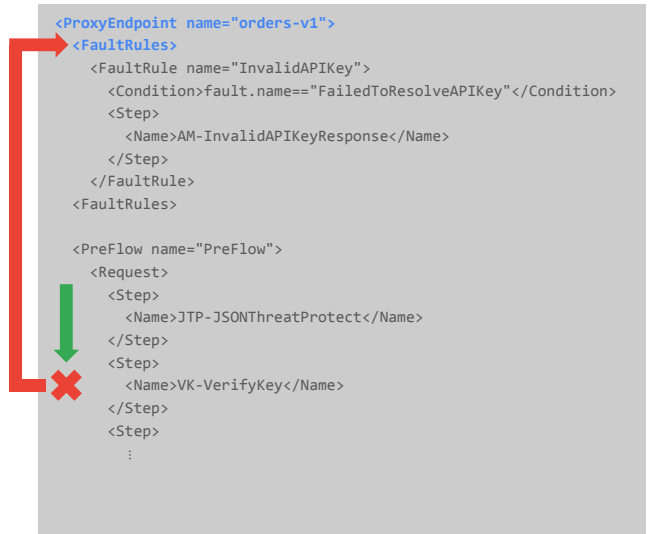 <ProxyEndpoint name="orders-v1">
<FaultRules>
<FaultRule name="InvalidAPIKey">
<Condition>fault.name=="FailedToResolveAPIKey"</Condition>
<Step>
<Name>AM-InvalidAPIKeyResponse</Name>
</Step>
</FaultRule>
<FaultRules>
<PreFlow name="PreFlow">
<Request>
<Step>
<Name>JTP-JSONThreatProtect</Name>
</Step>
<Step>
<Name>VK-VerifyKey</Name>
</Step>
<Step>
⋮